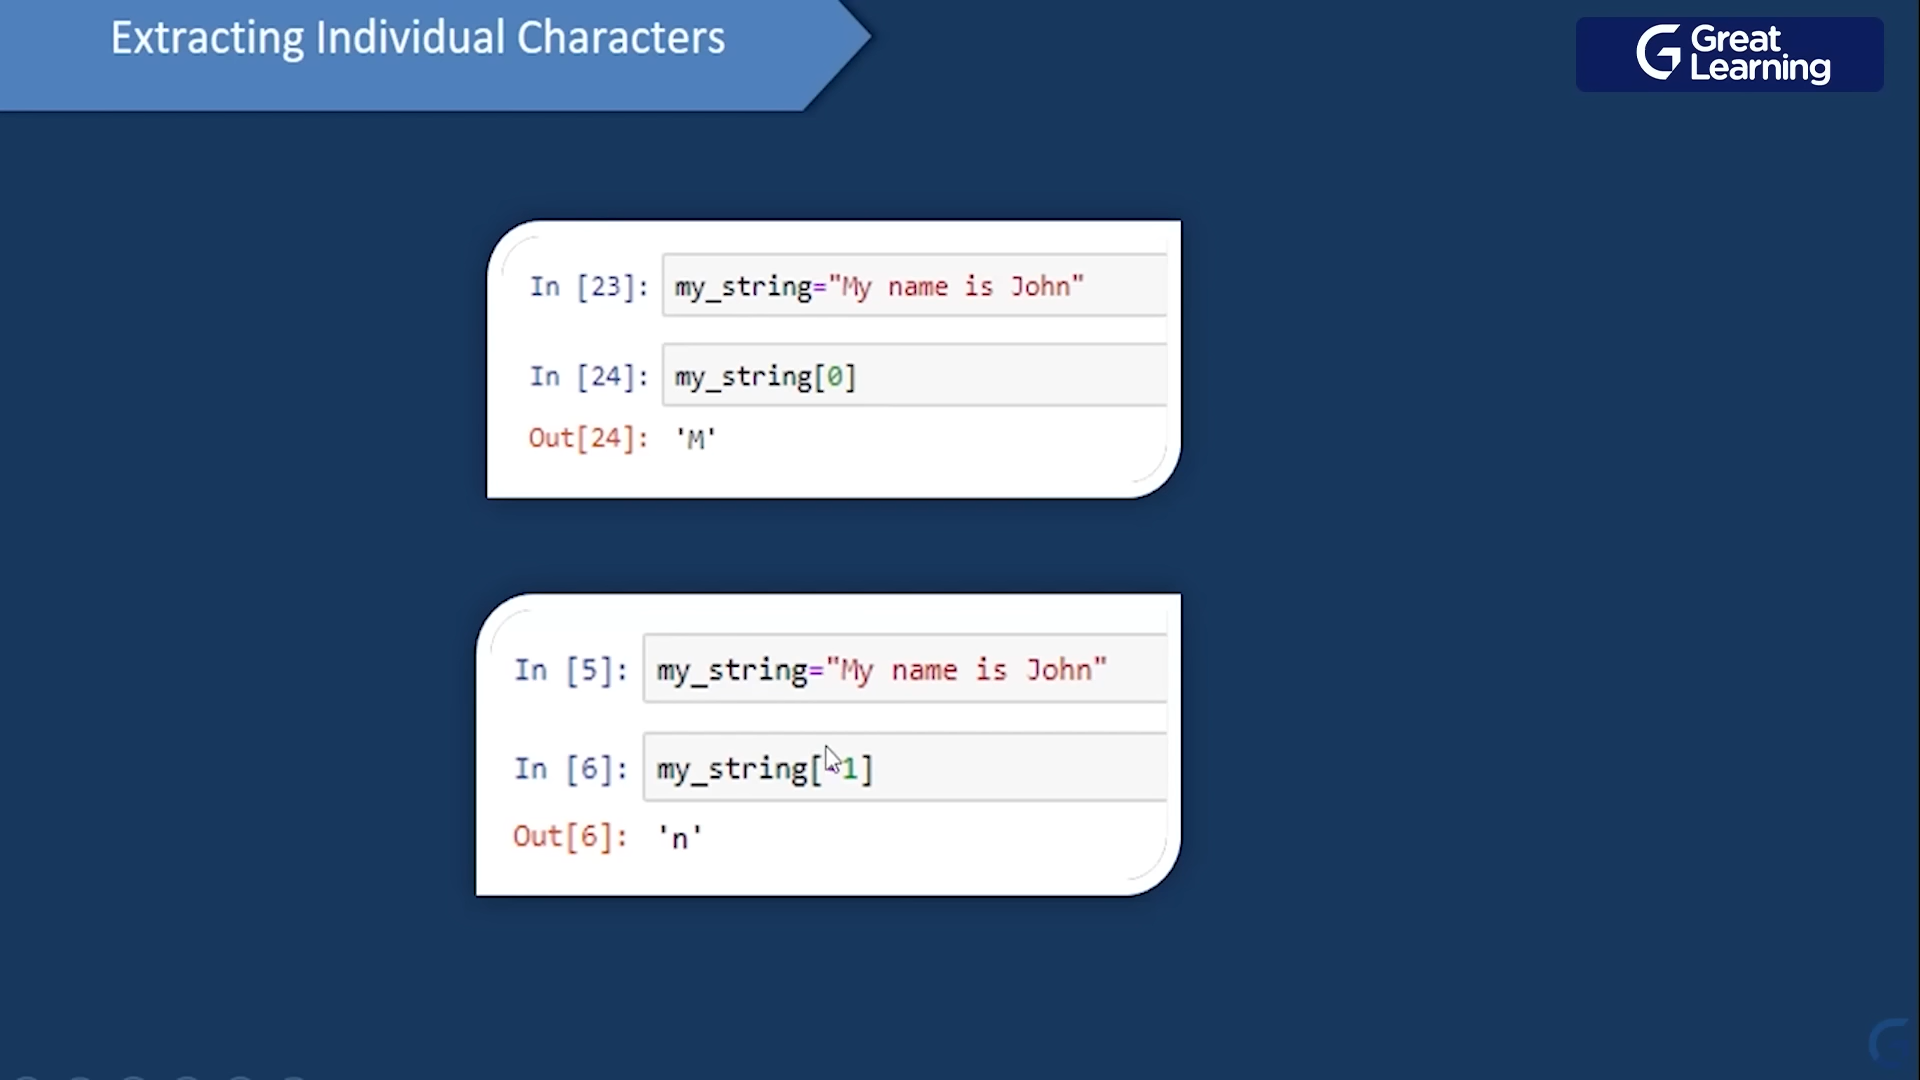 Extracting Individual Characters
Great
Learning
In [23]: my_string="My name is John"
In [24]: my_string[0]
Out[24]: 'M'
In [5]: my_string="My name is John"
In [6]: my_string[ 1]
Out[6]: 'n'